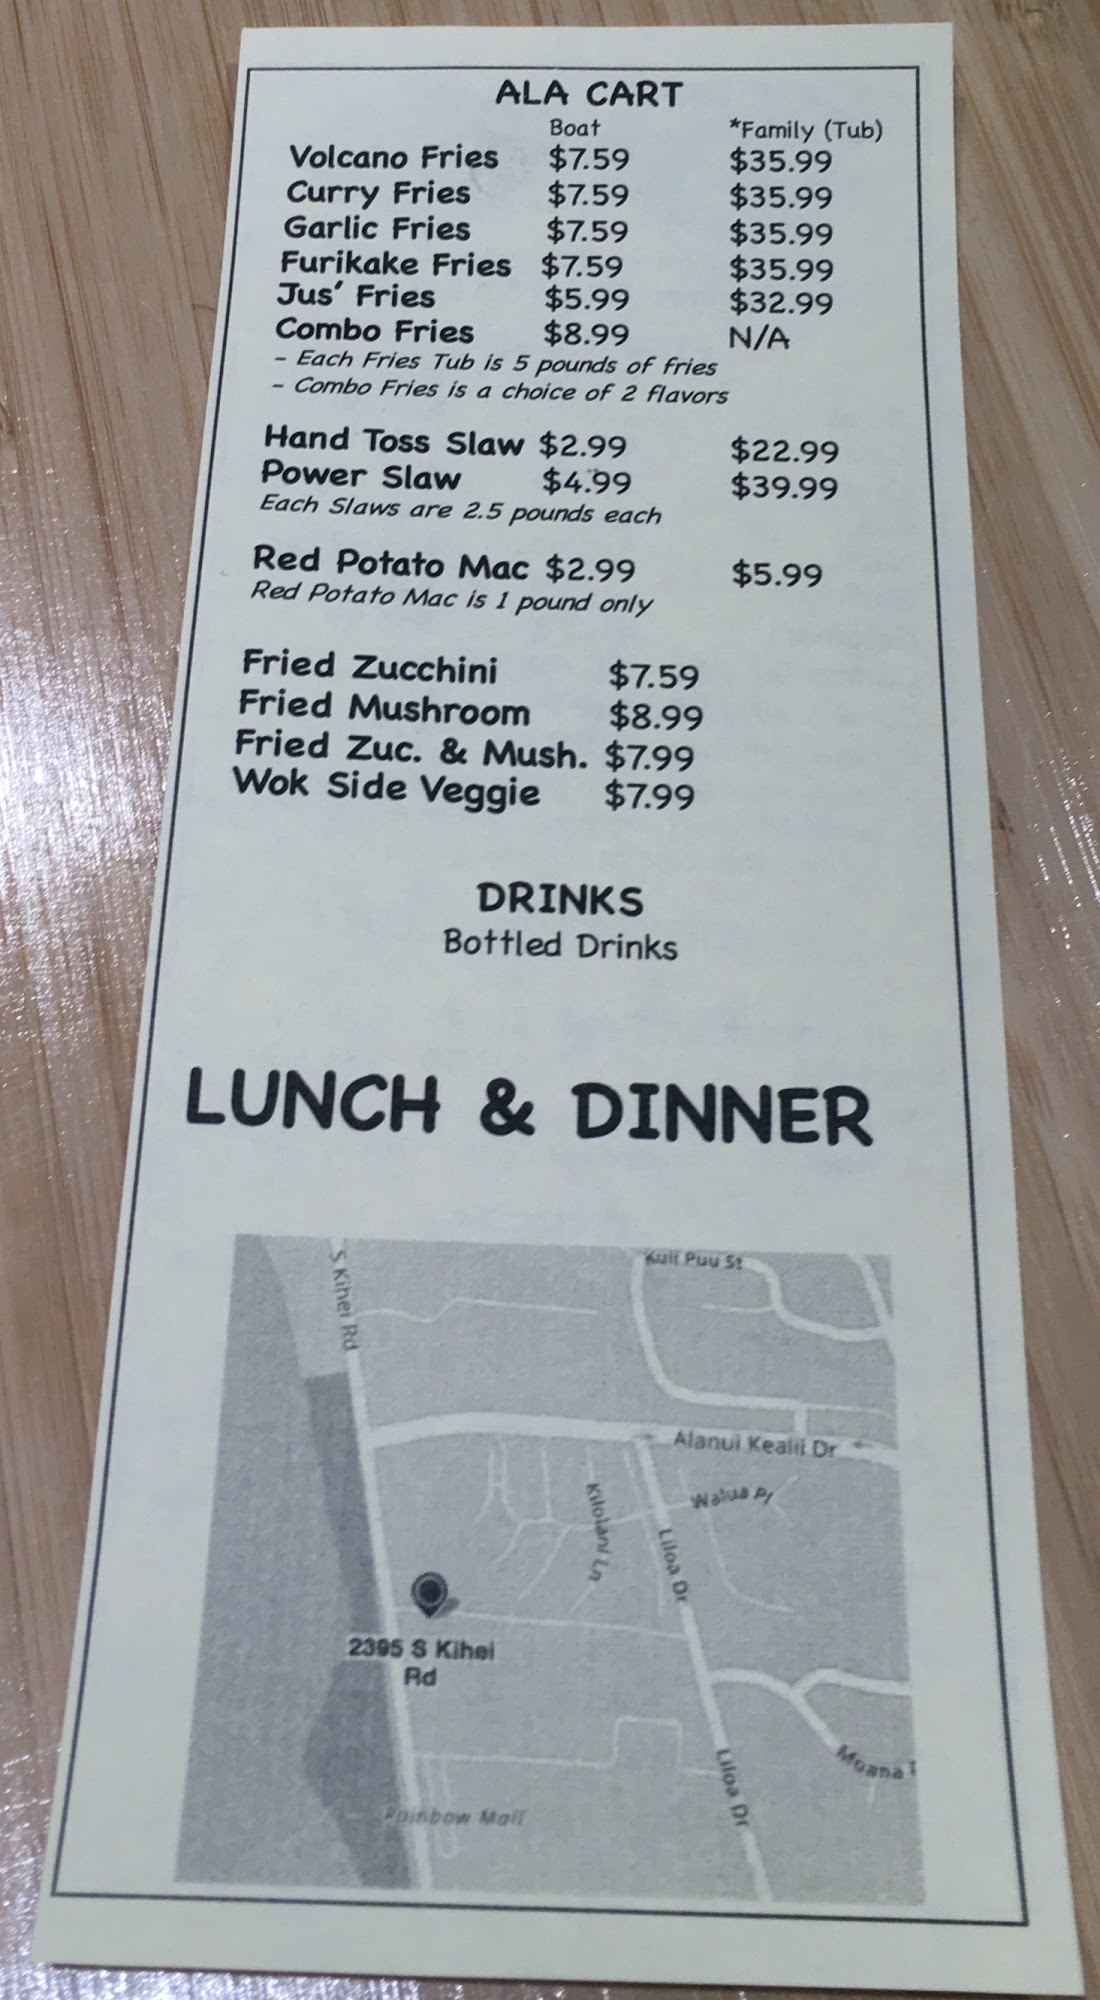 ALA CART
Boat *Family (Tub)
Volcano Fries $7.59 $35.99
Curry Fries $7.59 $35.99
Garlic Fries $7.59 $35.99
Furikake Fries $7.59 $35.99
Jus' Fries $5.99 $32.99
Combo Fries $8.99 N/A
- Each Fries Tub is 5 pounds of fries
- Combo Fries is a choice of 2 flavors
Hand Toss Slaw $2.99 $22.99
Power Slaw $4.99 $39.99
Each Slaws are 2.5 pounds each
Red Potato Mac $2.99 $5.99
Red Potato Mac is 1 pound only
Fried Zucchini $7.59
Fried Mushroom $8.99
Fried Zuc. & Mush. $7.99
Wok Side Veggie $7.99
DRINKS
Bottled Drinks
LUNCH & DINNER
S Kihei Rd
Kuli Puu St
Alanui Kealii Dr
Walua Pl
Kilolani Ln
Liloa Dr
2395 S Kihei
Rd
Moana
Liloa Dr
Rainbow Mall